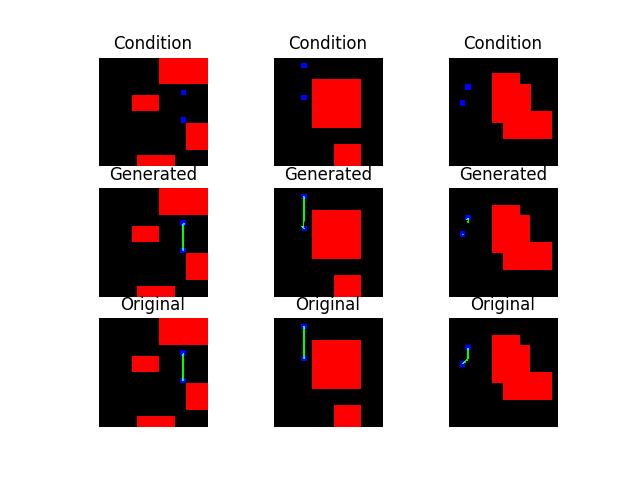 Condition Condition Condition
Generated Generated Generated
Original Original Original